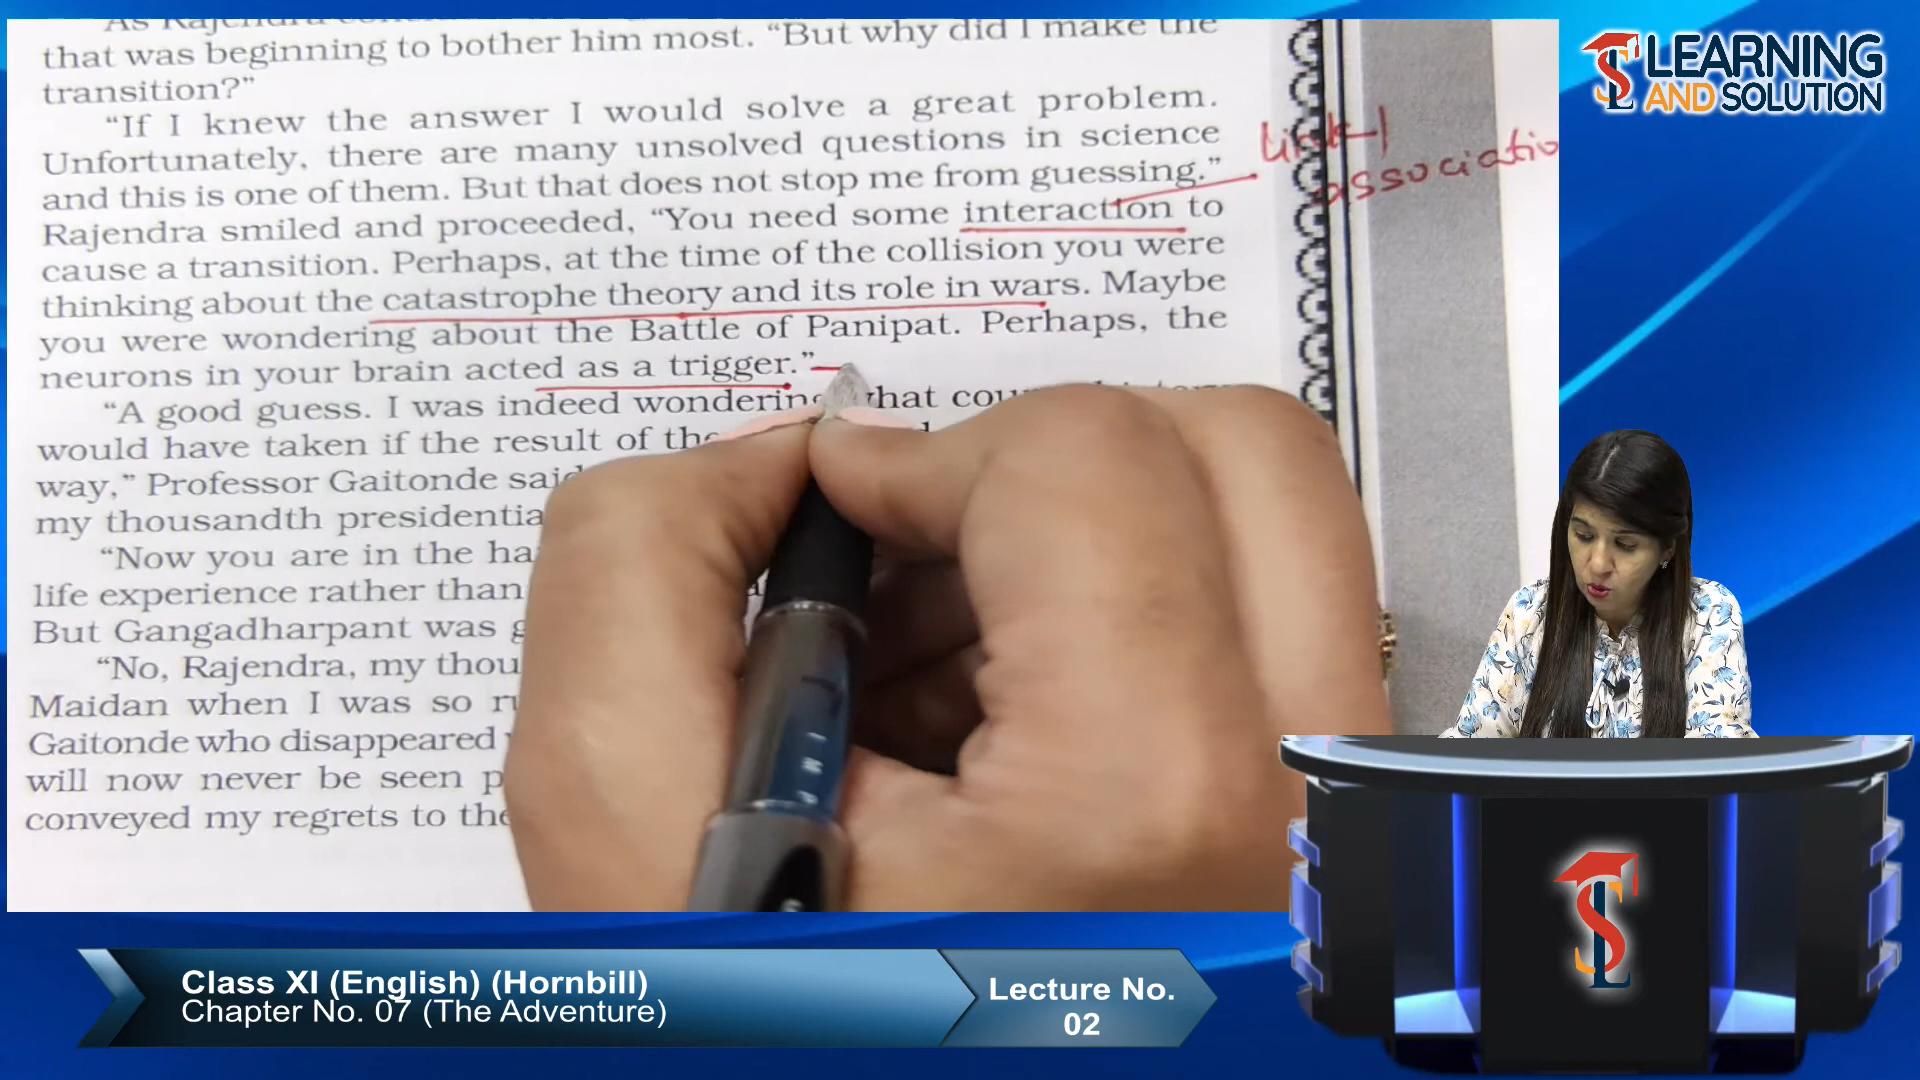 As Rajendra
that was beginning to bother him most. “But why did I make the
transition?”
“If I knew the answer I would solve a great problem.
Unfortunately, there are many unsolved questions in science
and this is one of them. But that does not stop me from guessing.”
Rajendra smiled and proceeded, “You need some interaction to
cause a transition. Perhaps, at the time of the collision you were
thinking about the catastrophe theory and its role in wars. Maybe
you were wondering about the Battle of Panipat. Perhaps, the
neurons in your brain acted as a trigger.”
“A good guess. I was indeed wondering what
would have taken if the result of the
way,” Professor Gaitonde said
my thousandth
“Now you are in the
life experience rather than
But Gangadharpant was
“No, Rajendra, my
Maidan when I was so
Gaitonde who disappeared
will now never be seen
conveyed my regrets to the
link/
associatio
LEARNING
AND SOLUTION
SL
IMP
Class XI (English) (Hornbill)
Chapter No. 07 (The Adventure)
Lecture No.
02